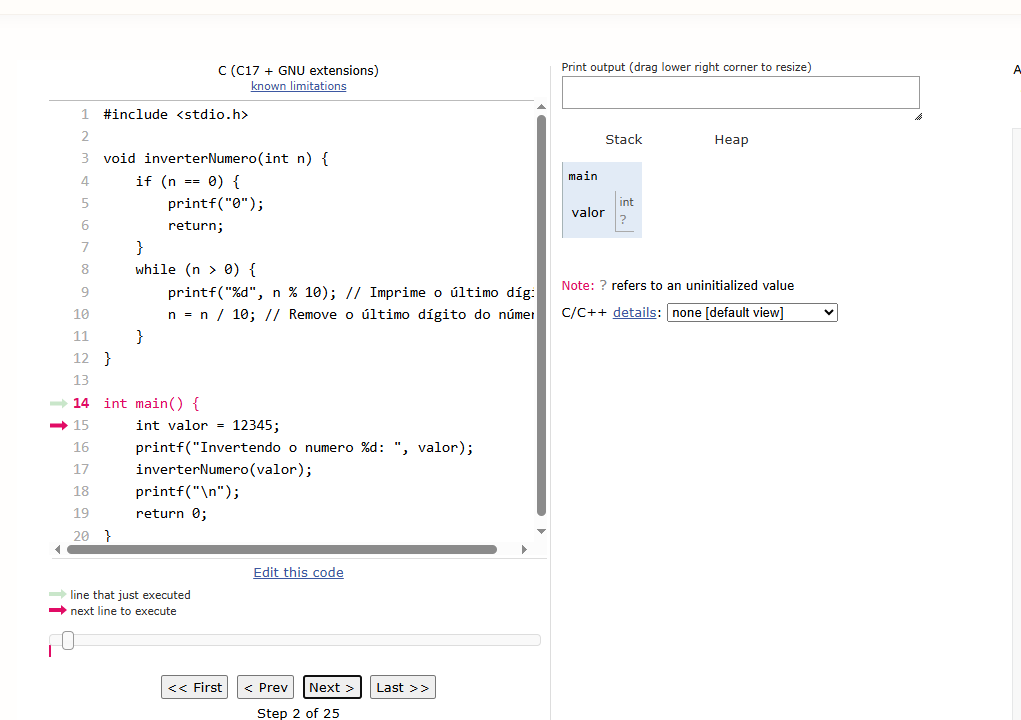 C (C17 + GNU extensions)
known limitations
1 #include <stdio.h>
2
3 void inverterNumero(int n) {
4 if (n == 0) {
5 printf("0");
6 return;
7 }
8 while (n > 0) {
9 printf("%d", n % 10); // Imprime o último
10 n = n / 10; // Remove o último dígito do
11 }
12 }
13
14 int main() {
15 int valor = 12345;
16 printf("Invertendo o numero %d: ", valor);
17 inverterNumero(valor);
18 printf("\n");
19 return 0;
20 }
Edit this code
line that just executed
next line to execute
<< First < Prev Next > Last >>
Step 2 of 25
Print output (drag lower right corner to resize)
Stack Heap
main
valor int
?
Note: ? refers to an uninitialized value
C/C++ details: none [default view]
A